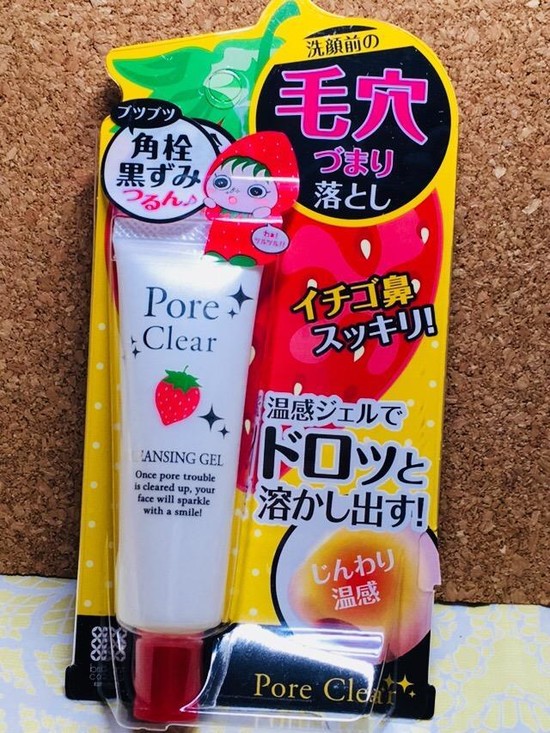 洗顔前の
毛穴
づまり
落とし
ブツブツ
角栓
黒ずみ
つるん♪
Pore
Clear
イチゴ鼻
スッキリ!
温感ジェルで
ドロッと
溶かし出す!
ANSING GEL
Once pore trouble
is cleared up, your
face will sparkle
with a smile!
じんわり
温感
Pore Clear